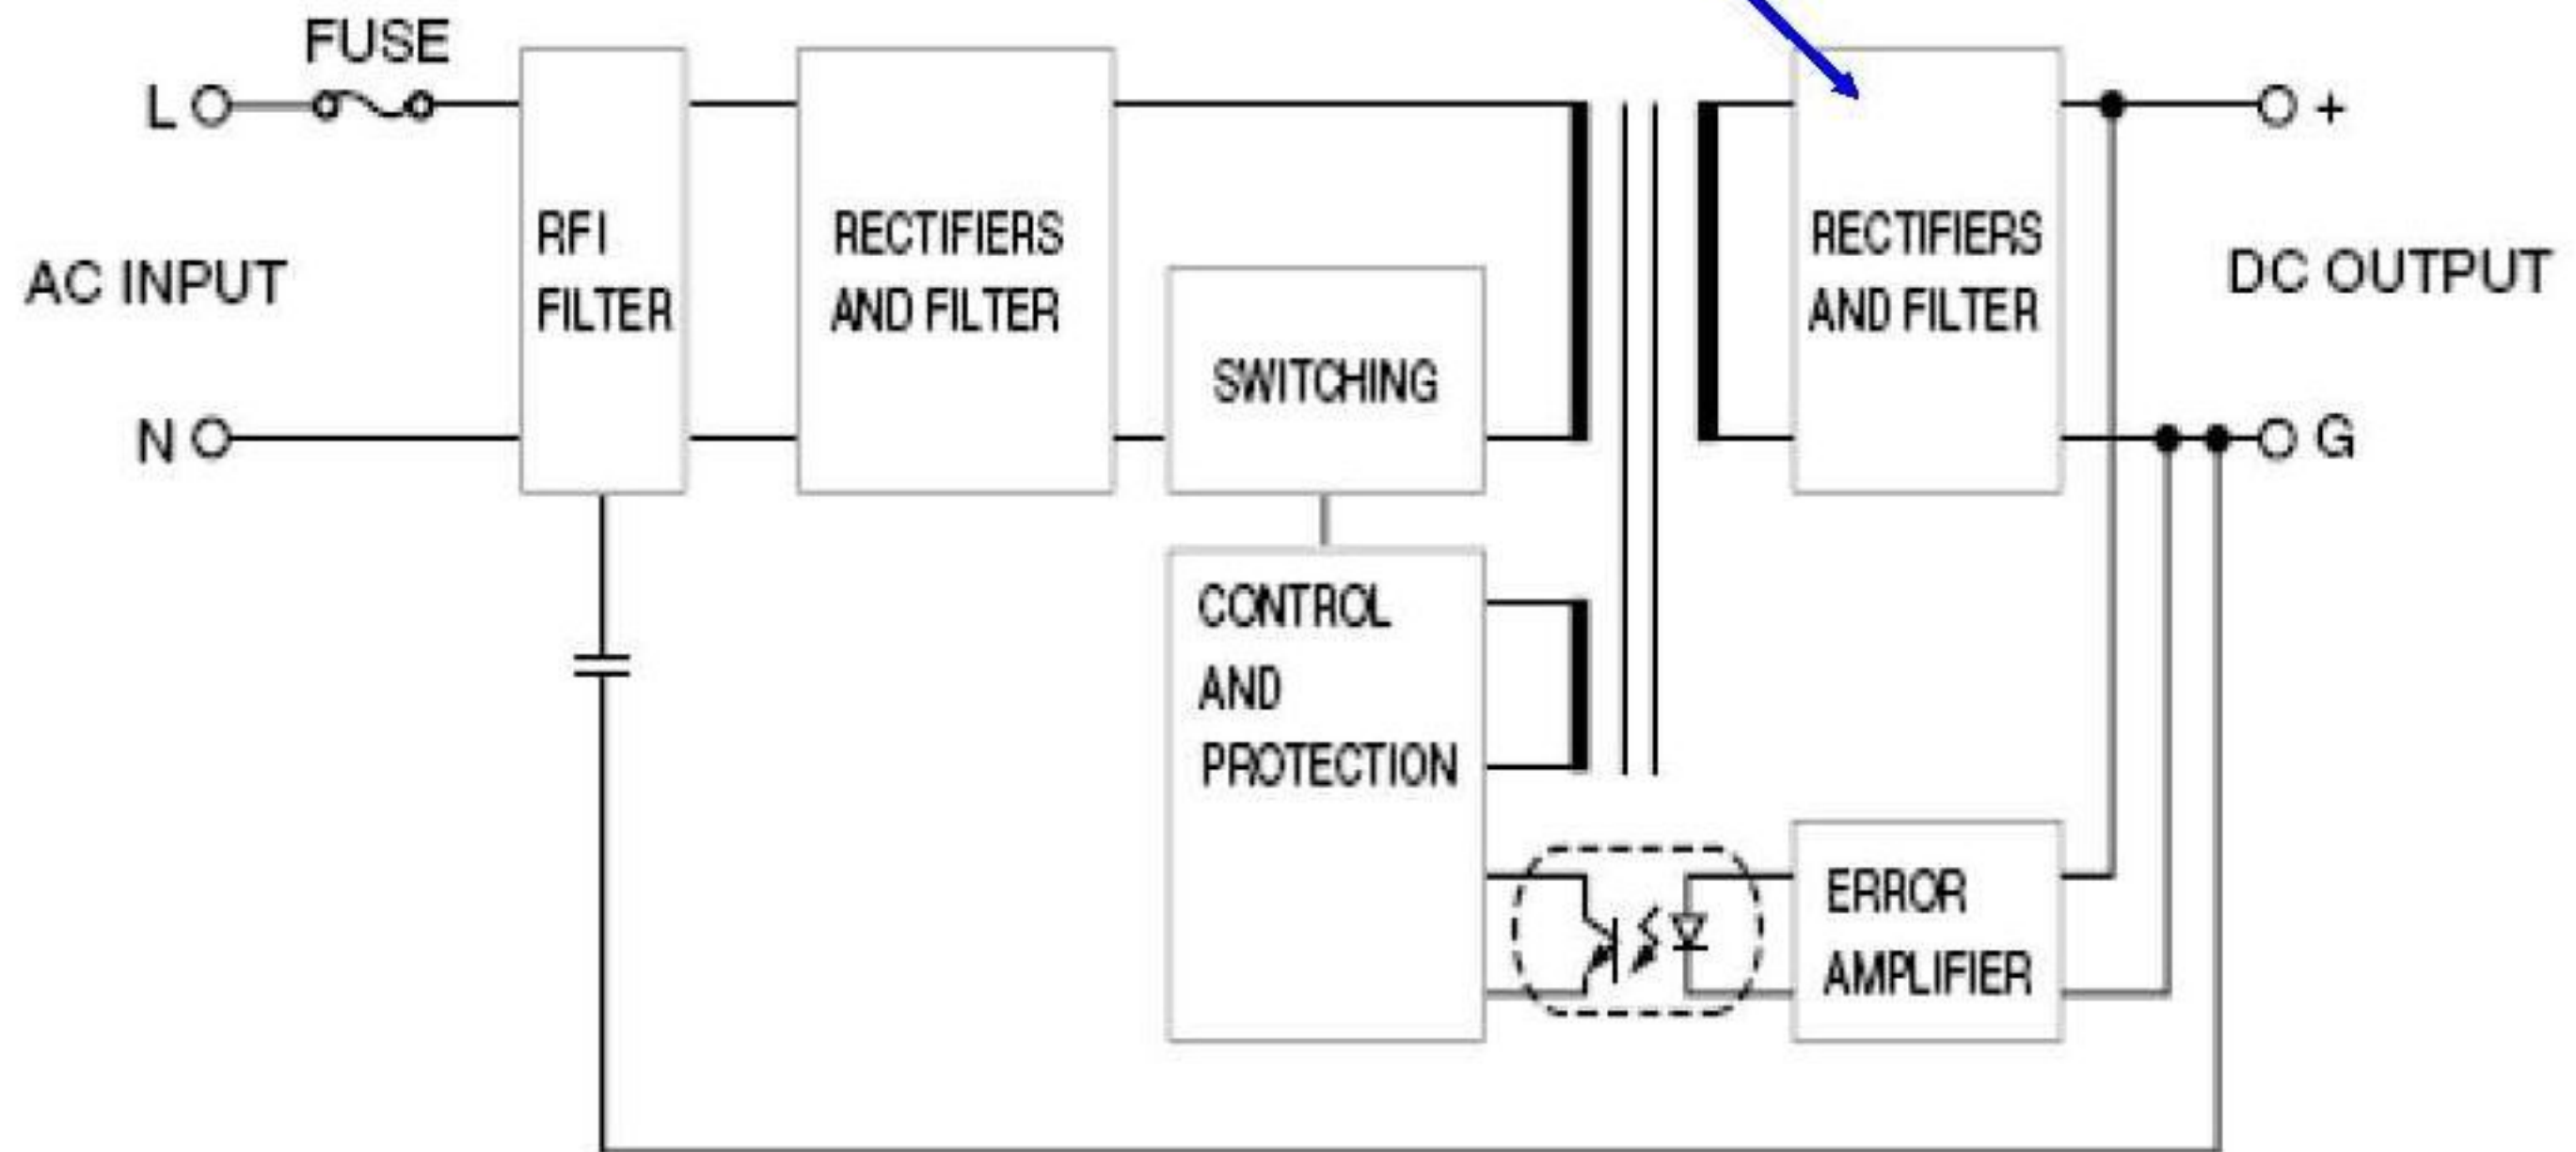 FUSE
L
+
RFI
FILTER
RECTIFIERS
AND FILTER
RECTIFIERS
AND FILTER
AC INPUT
DC OUTPUT
SWITCHING
N
G
CONTROL
AND
PROTECTION
ERROR
AMPLIFIER